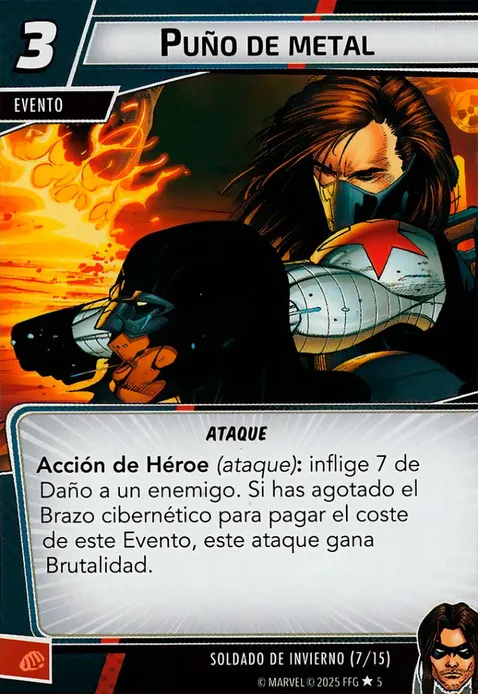 3
PUÑO DE METAL
EVENTO
ATAQUE
Acción de Héroe (ataque): inflige 7 de
Daño a un enemigo. Si has agotado el
Brazo cibernético para pagar el coste
de este Evento, este ataque gana
Brutalidad.
SOLDADO DE INVIERNO (7/15)
© MARVEL © 2025 FFG ★ 5